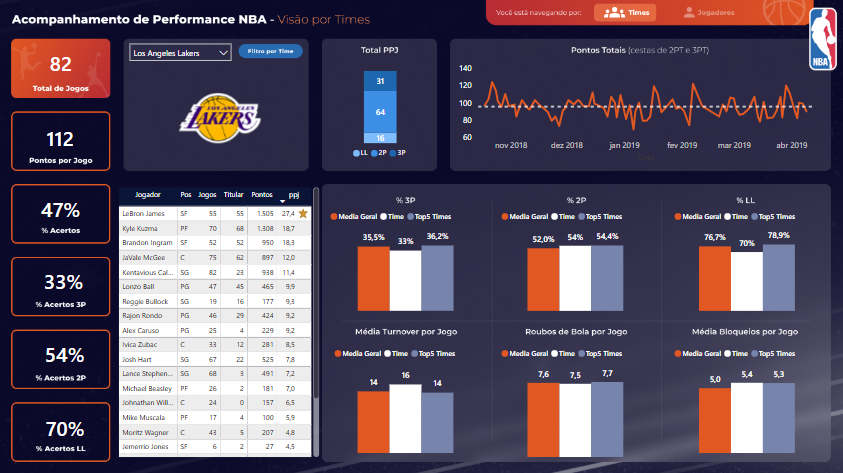 Acompanhamento de Performance NBA - Visão por Times
Você está navegando por:
Times
Jogadores
NBA
82
Total de Jogos
112
Pontos por Jogo
47%
% Acertos
33%
% Acertos 3P
54%
% Acertos 2P
70%
% Acertos LL
Los Angeles Lakers
Filtro por Time
LOS ANGELES
LAKERS
Total PPJ
31
64
16
LL 2P 3P
Pontos Totais (cestas de 2PT e 3PT)
140
120
100
80
60
nov 2018 dez 2018 jan 2019 fev 2019 mar 2019 abr 2019
Jogador Pos Jogos Titular Pontos ppj
LeBron James SF 55 55 1.505 27,4
Kyle Kuzma PF 70 68 1.308 18,7
Brandon Ingram SF 52 52 950 18,3
JaVale McGee C 75 62 897 12,0
Kentavious Cal... SG 82 23 938 11,4
Lonzo Ball PG 47 45 465 9,9
Reggie Bullock SG 19 16 177 9,3
Rajon Rondo PG 46 29 424 9,2
Alex Caruso PG 25 4 229 9,2
Ivica Zubac C 33 12 281 8,5
Josh Hart SG 67 22 525 7,8
Lance Stephen... SG 68 3 491 7,2
Michael Beasley PF 26 2 181 7,0
Johnathan Will... C 24 0 157 6,5
Mike Muscala PF 17 4 100 5,9
Moritz Wagner C 43 5 207 4,8
Jemerrio Jones SF 6 2 27 4,5
% 3P
Media Geral Time Top5 Times
35,5% 33% 36,2%
% 2P
Media Geral Time Top5 Times
52,0% 54% 54,4%
% LL
Media Geral Time Top5 Times
76,7% 70% 78,9%
Média Turnover por Jogo
Media Geral Time Top5 Times
14 16 14
Roubos de Bola por Jogo
Media Geral Time Top5 Times
7,6 7,5 7,7
Média Bloqueios por Jogo
Media Geral Time Top5 Times
5,0 5,4 5,3